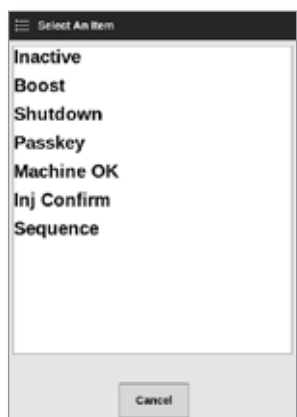 Select An Item
Inactive
Boost
Shutdown
Passkey
Machine OK
Inj Confirm
Sequence
Cancel